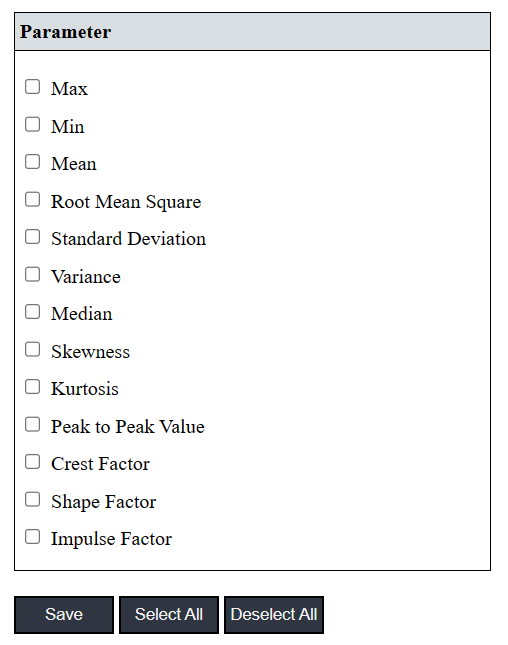 Parameter
Max
Min
Mean
Root Mean Square
Standard Deviation
Variance
Median
Skewness
Kurtosis
Peak to Peak Value
Crest Factor
Shape Factor
Impulse Factor
Save Select All Deselect All